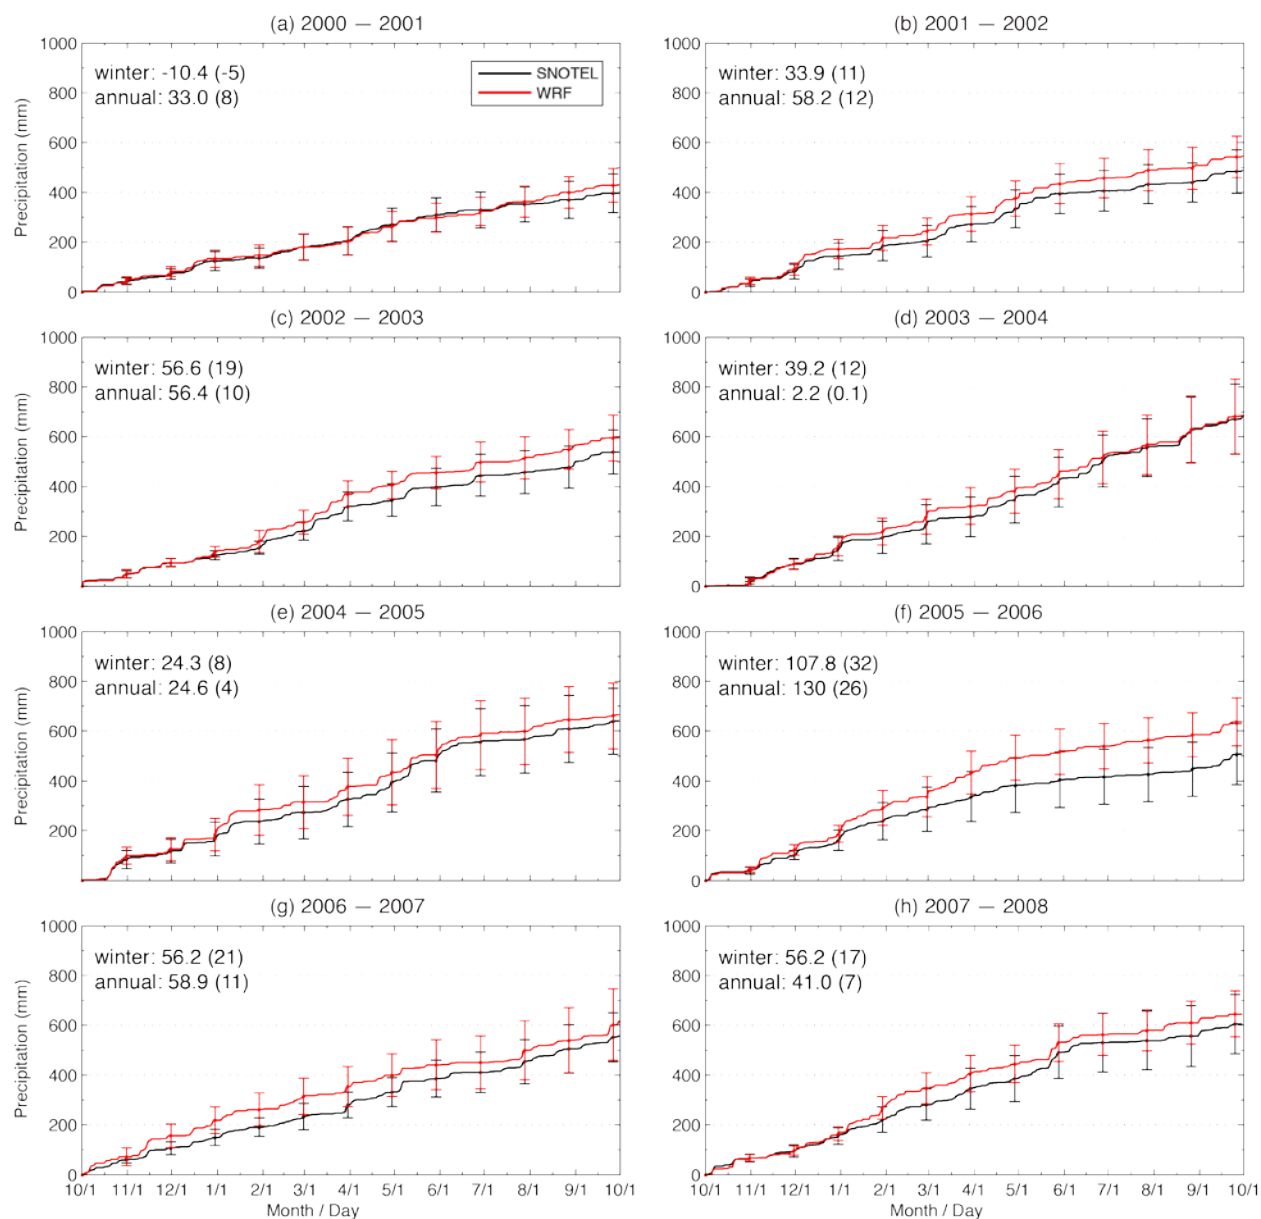 (a) 2000 — 2001
(b) 2001 — 2002
1000
800
600
400
200
0
Precipitation (mm)
winter: -10.4 (-5)
annual: 33.0 (8)
SNOTEL
WRF
1000
800
600
400
200
0
winter: 33.9 (11)
annual: 58.2 (12)
(c) 2002 — 2003
(d) 2003 — 2004
1000
800
600
400
200
Precipitation (mm)
winter: 56.6 (19)
annual: 56.4 (10)
1000
800
600
400
200
0
winter: 39.2 (12)
annual: 2.2 (0.1)
(e) 2004 — 2005
(f) 2005 — 2006
1000
800
600
400
200
Precipitation (mm)
winter: 24.3 (8)
annual: 24.6 (4)
1000
800
600
400
200
0
winter: 107.8 (32)
annual: 130 (26)
(g) 2006 — 2007
(h) 2007 — 2008
1000
800
600
400
200
0
Precipitation (mm)
winter: 56.2 (21)
annual: 58.9 (11)
10/1 11/1 12/1 1/1 2/1 3/1 4/1 5/1 6/1 7/1 8/1 9/1 10/1
Month / Day
1000
800
600
400
200
0
winter: 56.2 (17)
annual: 41.0 (7)
10/1 11/1 12/1 1/1 2/1 3/1 4/1 5/1 6/1 7/1 8/1 9/1 10/1
Month / Day